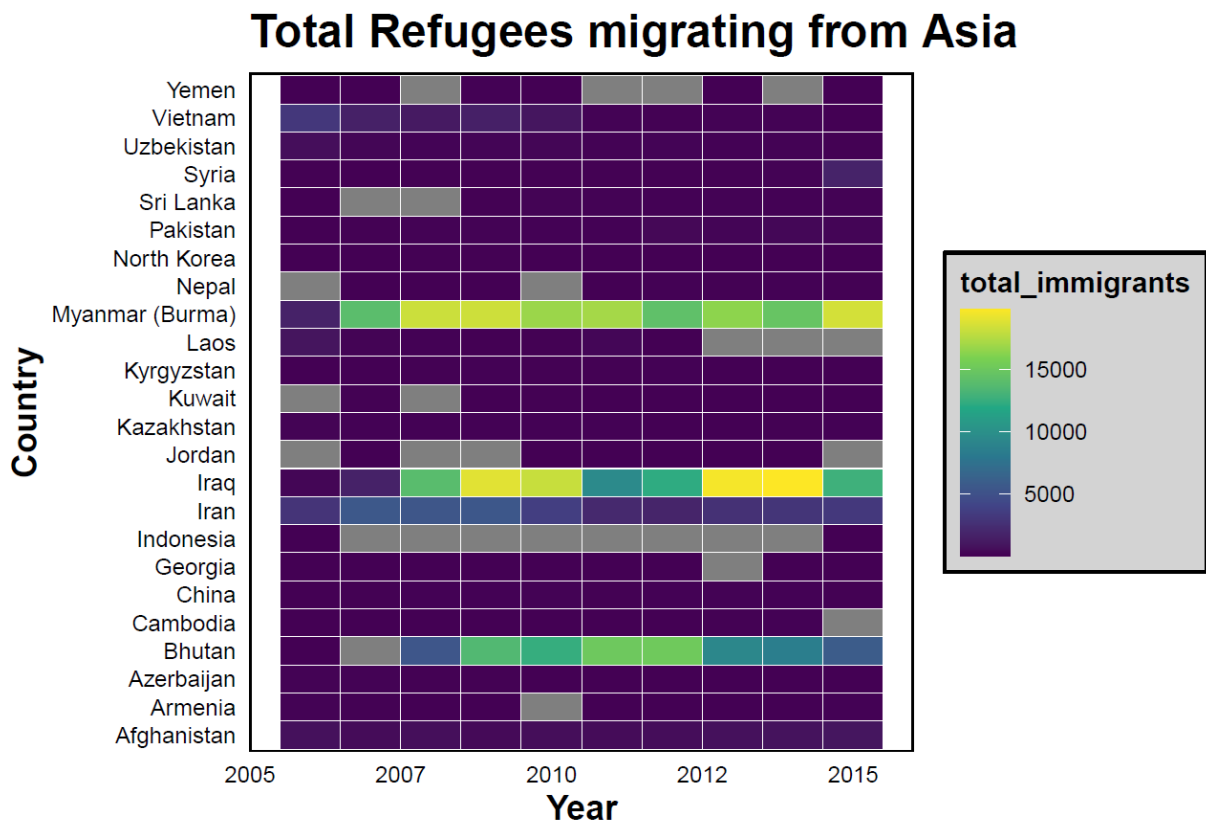 Total Refugees migrating from Asia
Yemen
Vietnam
Uzbekistan
Syria
Sri Lanka
Pakistan
North Korea
Nepal
Myanmar (Burma)
Laos
Kyrgyzstan
Kuwait
Kazakhstan
Jordan
Iraq
Iran
Indonesia
Georgia
China
Cambodia
Bhutan
Azerbaijan
Armenia
Afghanistan
Country
2005 2007 2010 2012 2015
Year
total_immigrants
15000
10000
5000